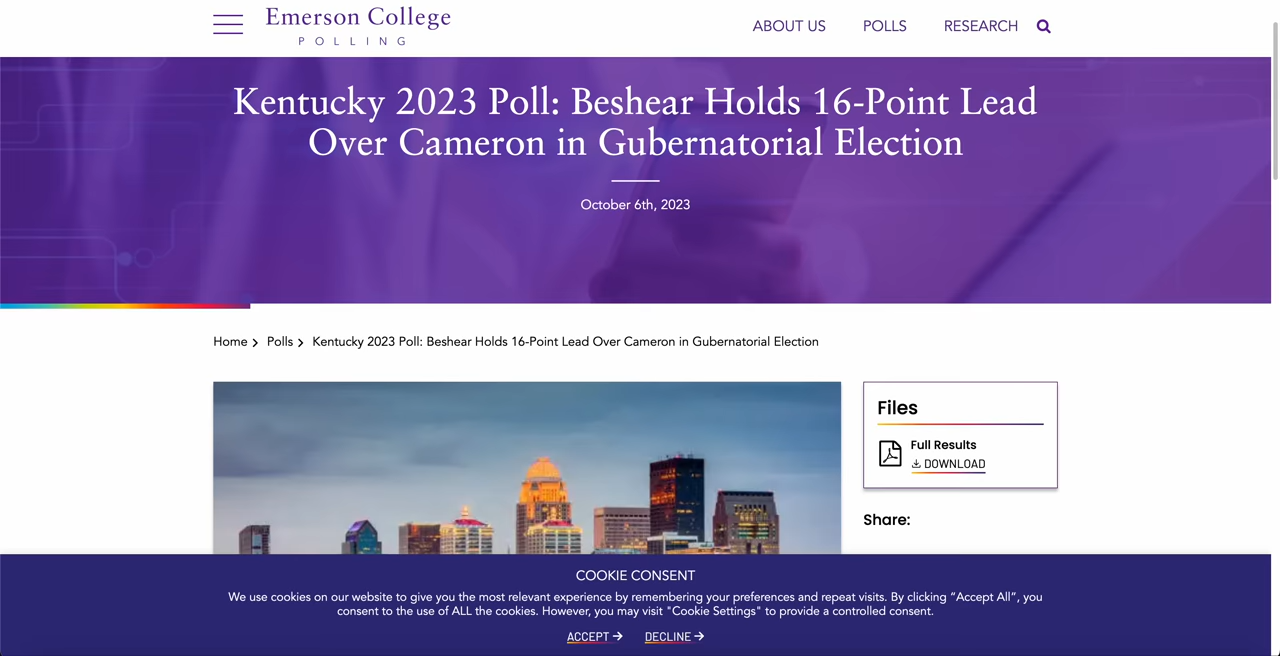 Emerson College
POLLING
ABOUT US
POLLS
RESEARCH
Kentucky 2023 Poll: Beshear Holds 16-Point Lead
Over Cameron in Gubernatorial Election
October 6th, 2023
Home
Polls
Kentucky 2023 Poll: Beshear Holds 16-Point Lead Over Cameron in Gubernatorial Election
Files
Full Results
DOWNLOAD
Share:
COOKIE CONSENT
We use cookies on our website to give you the most relevant experience by remembering your preferences and repeat visits. By clicking “Accept All”, you
consent to the use of ALL the cookies. However, you may visit "Cookie Settings" to provide a controlled consent.
ACCEPT
DECLINE